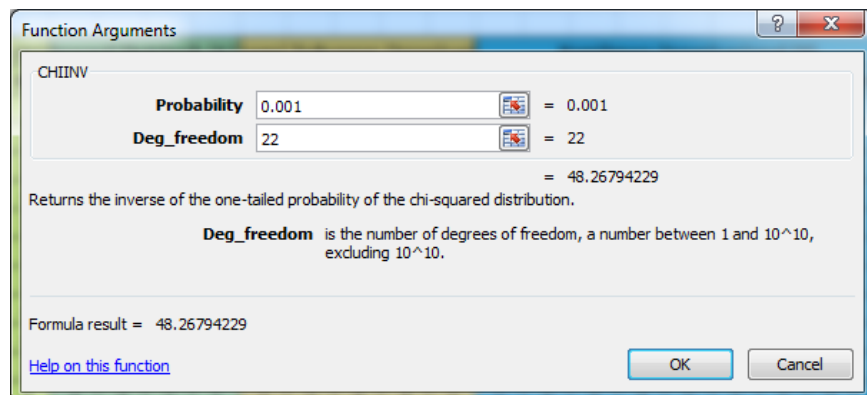 Function Arguments
CHIINV
Probability 0.001 = 0.001
Deg_freedom 22 = 22
= 48.26794229
Returns the inverse of the one-tailed probability of the chi-squared distribution.
Deg_freedom is the number of degrees of freedom, a number between 1 and 10^10,
excluding 10^10.
Formula result = 48.26794229
Help on this function OK Cancel